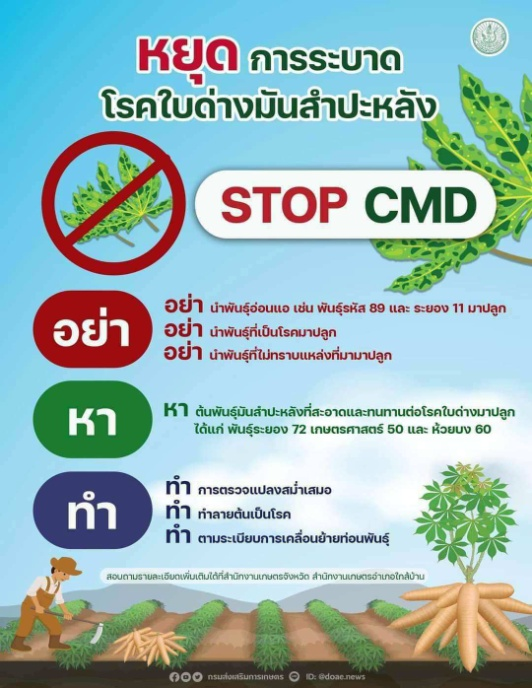 หยุด การระบาด
โรคใบด่างมันสำปะหลัง
STOP CMD
อย่า
อย่า นำพันธุ์อ่อนแอ เช่น พันธุ์รหัส 89 และ ระยอง 11 มาปลูก
อย่า นำพันธุ์ที่เป็นโรคมาปลูก
อย่า นำพันธุ์ที่ไม่ทราบแหล่งที่มามาปลูก
หา
หา ต้นพันธุ์มันสำปะหลังที่สะอาดและทนทานต่อโรคใบด่างมาปลูก
ได้แก่ พันธุ์ระยอง 72 เกษตรศาสตร์ 50 และ ห้วยบง 60
ทำ
ทำ การตรวจแปลงสม่ำเสมอ
ทำ ทำลายต้นเป็นโรค
ทำ ตามระเบียบการเคลื่อนย้ายท่อนพันธุ์
สอบถามรายละเอียดเพิ่มเติมได้ที่สำนักงานเกษตรจังหวัด สำนักงานเกษตรอำเภอใกล้บ้าน
กรมส่งเสริมการเกษตร ID: @doae.news